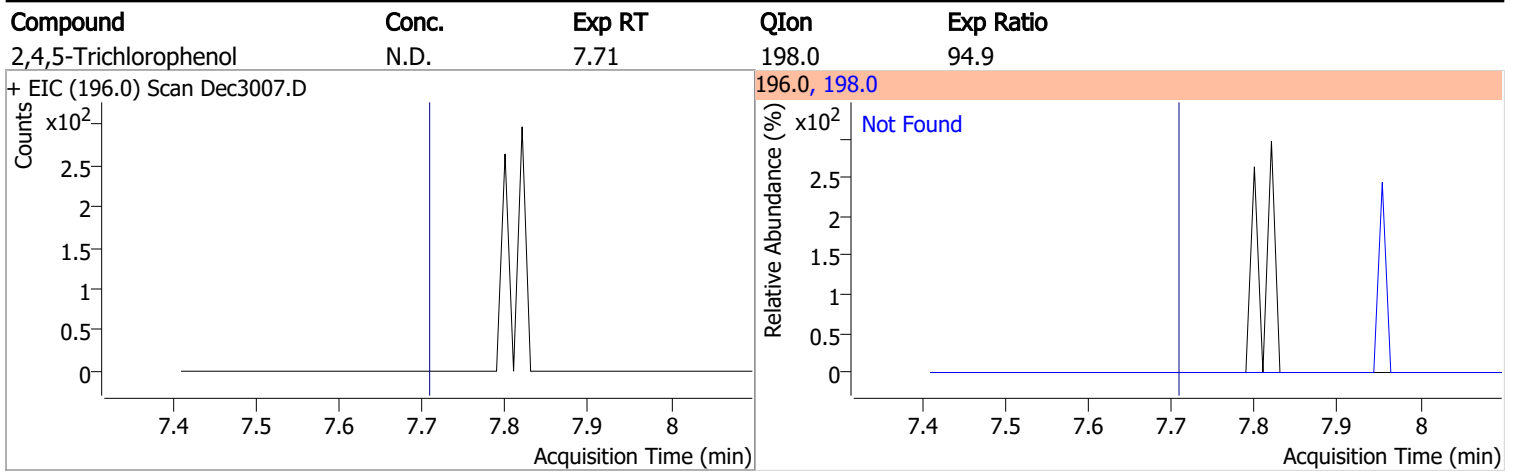 Compound Conc. Exp RT QIon Exp Ratio
2,4,5-Trichlorophenol N.D. 7.71 198.0 94.9
+ EIC (196.0) Scan Dec3007.D
Counts
x10²
2.5
2
1.5
1
0.5
0
7.4 7.5 7.6 7.7 7.8 7.9 8
Acquisition Time (min)
196.0, 198.0
Relative Abundance (%)
x10²
Not Found
2.5
2
1.5
1
0.5
0
7.4 7.5 7.6 7.7 7.8 7.9 8
Acquisition Time (min)